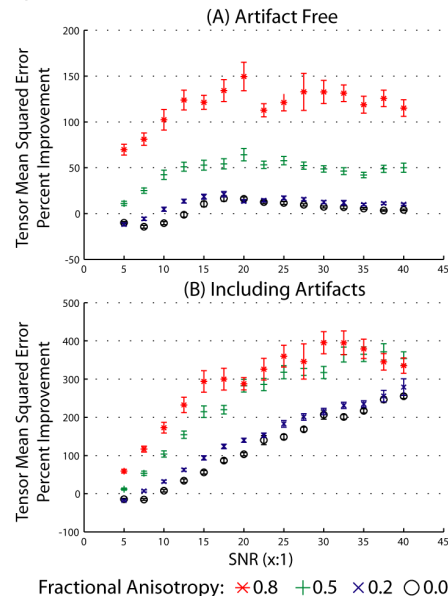 (A) Artifact Free
Tensor Mean Squared Error
Percent Improvement
200
150
100
50
0
-50
0 5 10 15 20 25 30 35 40 45
(B) Including Artifacts
Tensor Mean Squared Error
Percent Improvement
500
400
300
200
100
0
-100
0 5 10 15 20 25 30 35 40 45
SNR (x:1)
Fractional Anisotropy: 0.8 0.5 0.2 0.0